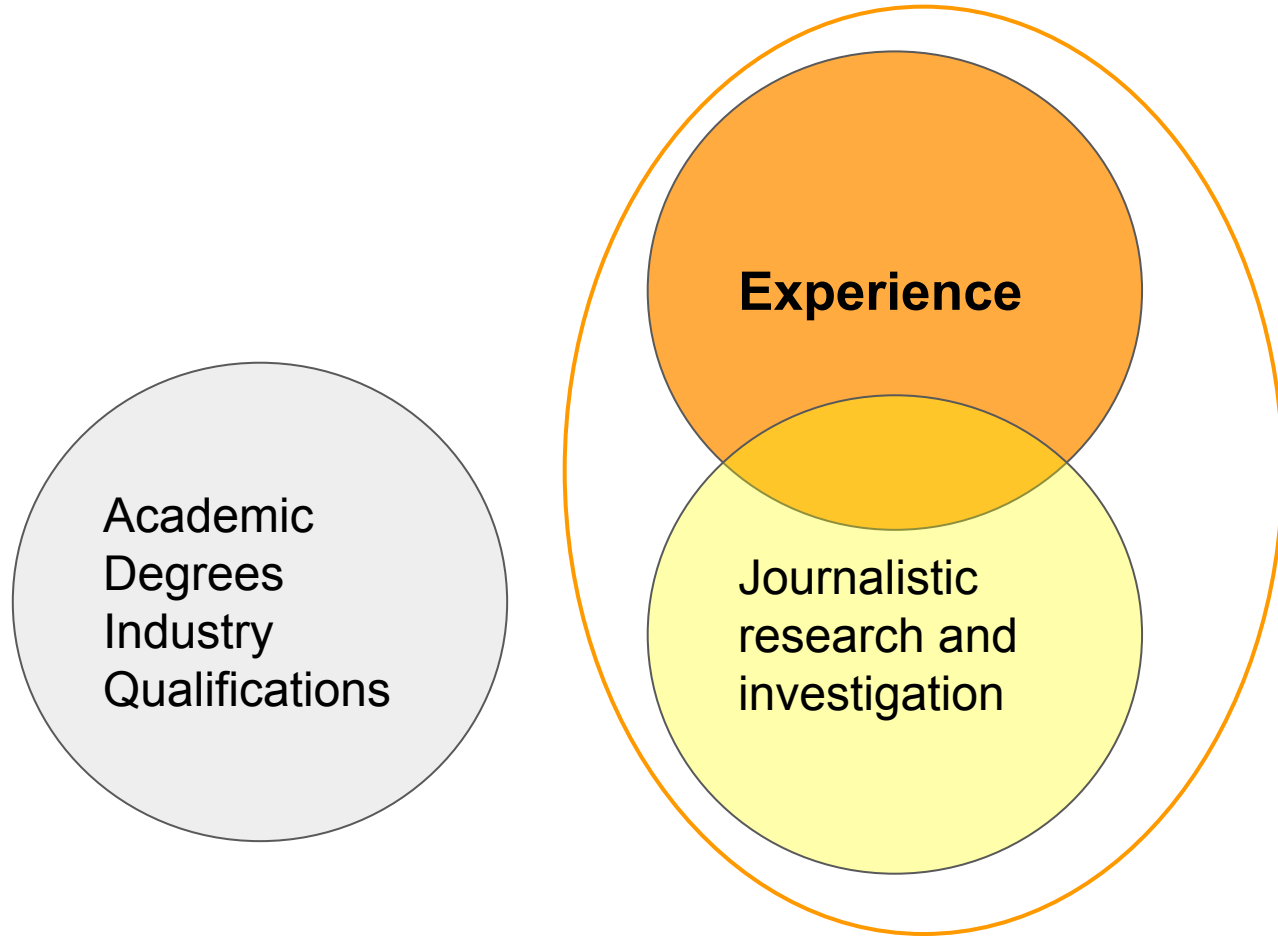 Experience
Academic
Degrees
Industry
Qualifications
Journalistic
research and
investigation